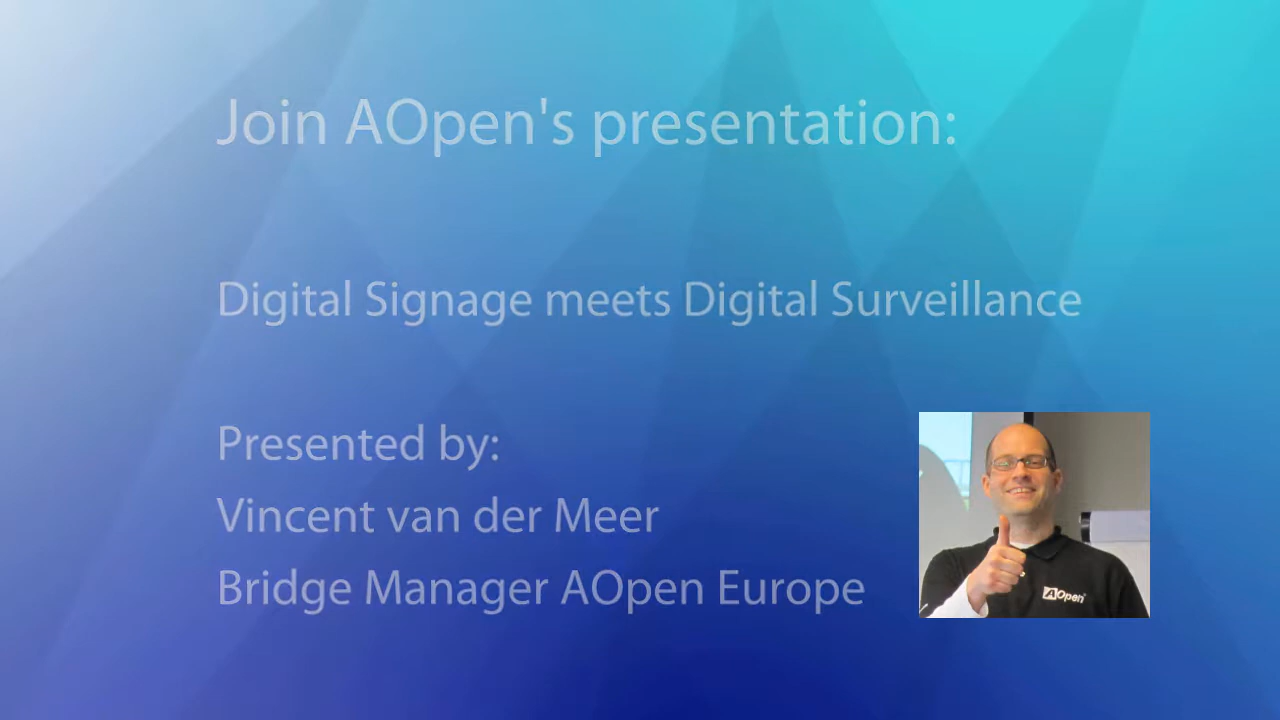 Join AOpen's presentation:
Digital Signage meets Digital Surveillance
Presented by:
Vincent van der Meer
Bridge Manager AOpen Europe
AOpen